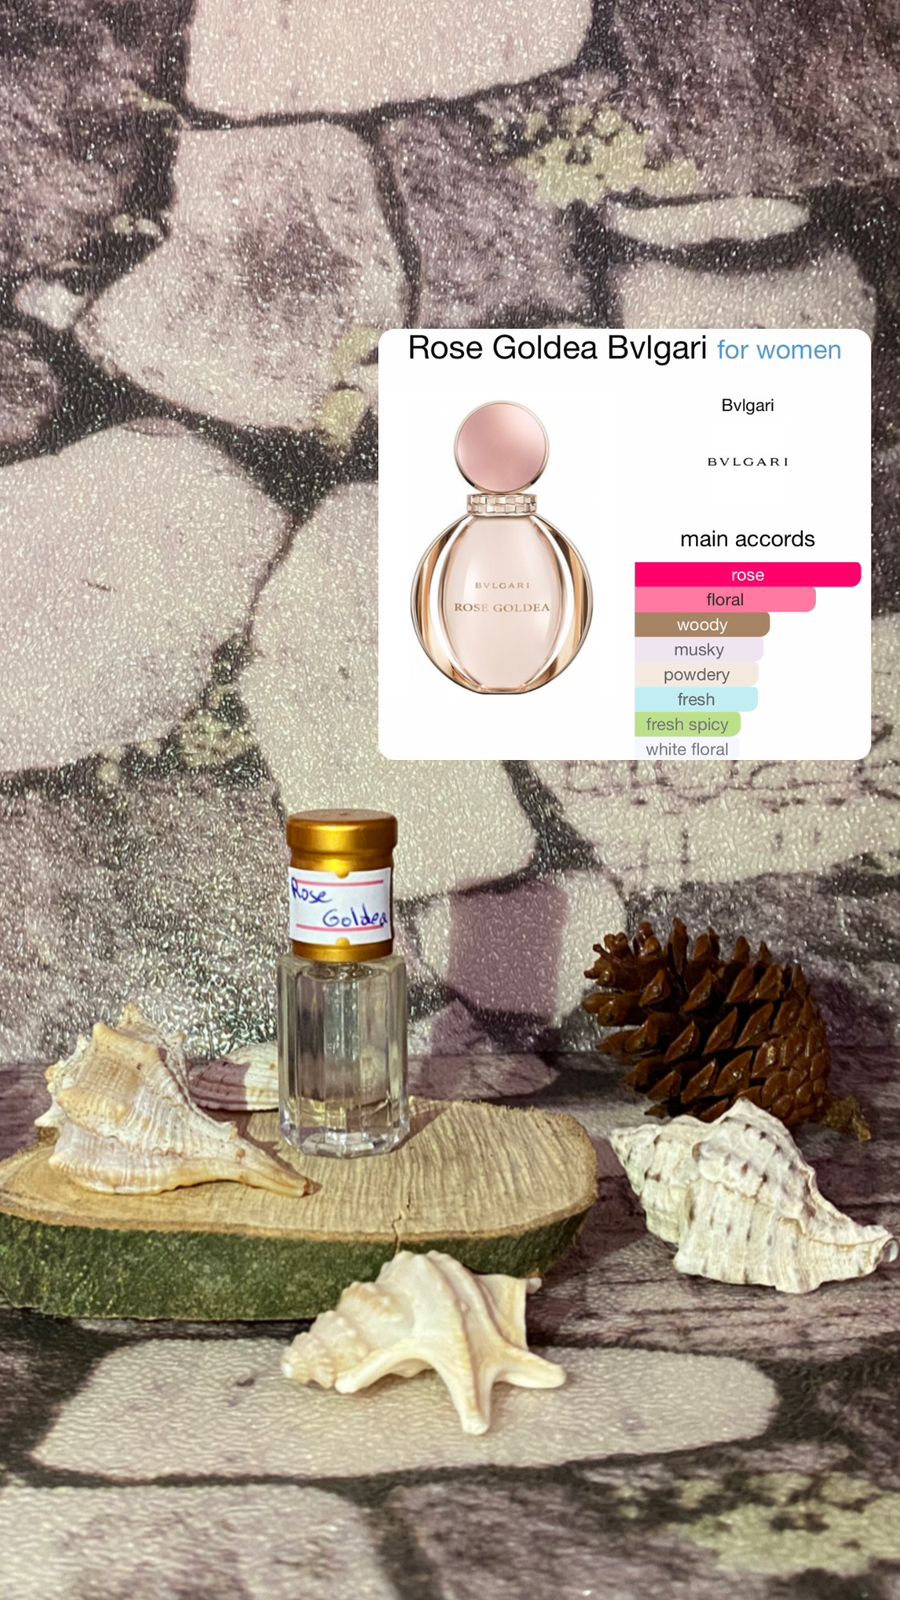 Rose Goldea Bvlgari for women
Bvlgari
BVLGARI
main accords
rose
floral
woody
musky
powdery
fresh
fresh spicy
white floral
BVLGARI
ROSE GOLDEA
Rose
Goldea